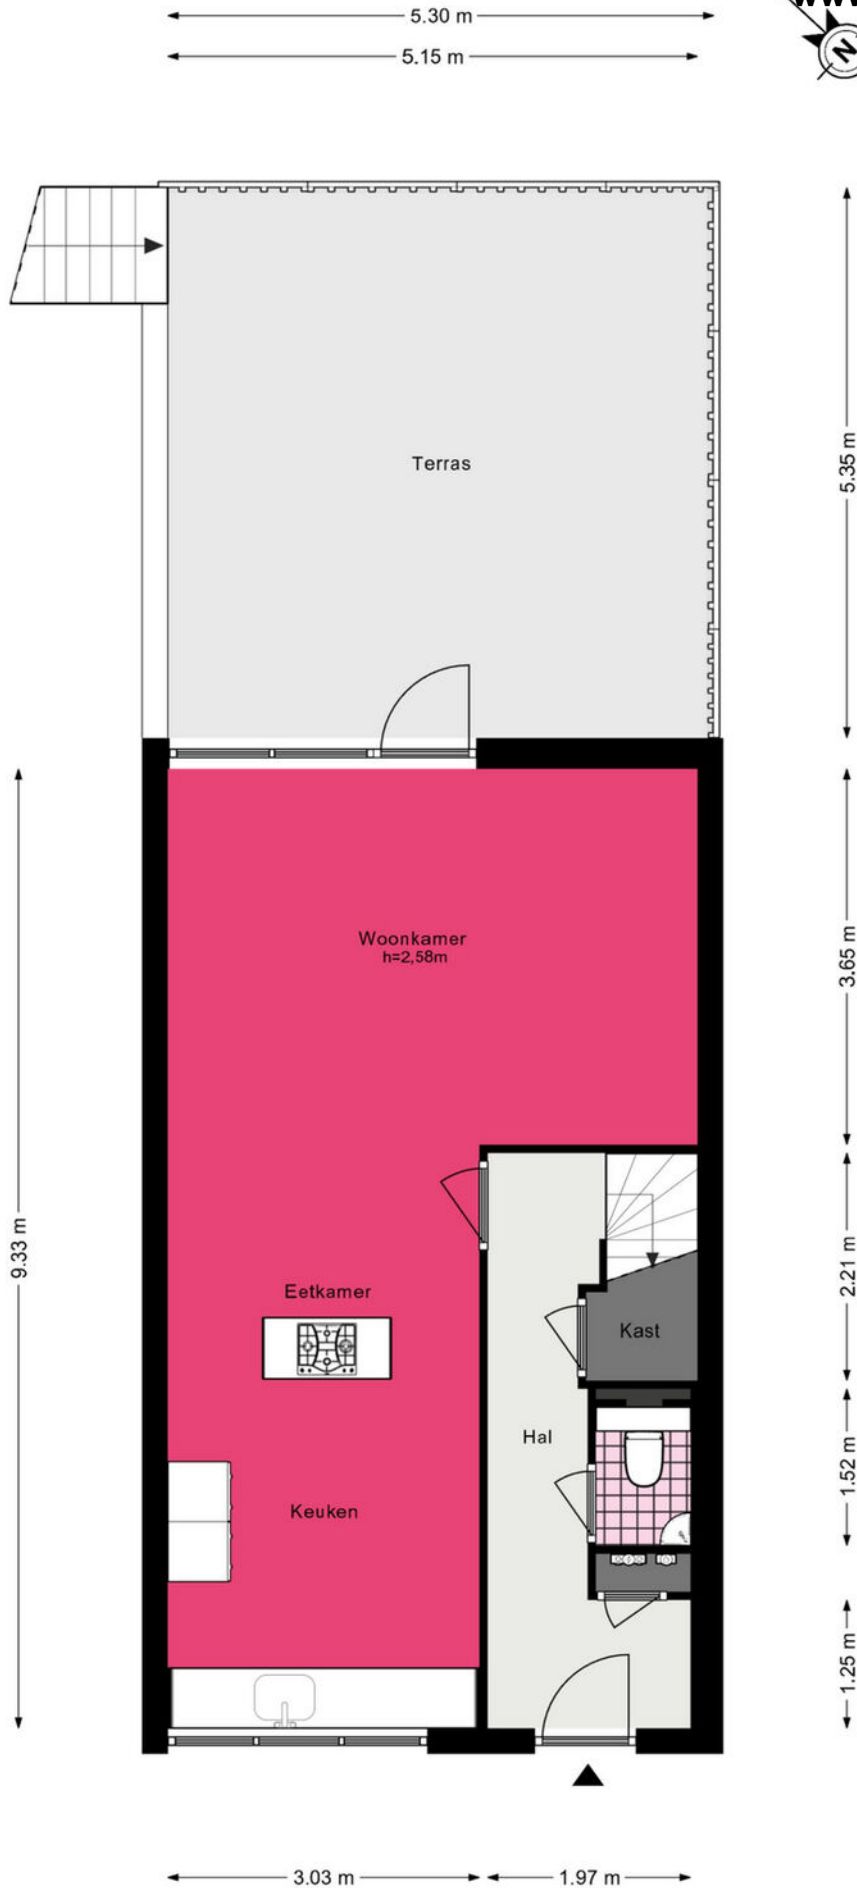 5.30 m
5.15 m
N
Terras
5.35 m
Woonkamer
h=2,58m
3.65 m
9.33 m
2.21 m
Eetkamer
Kast
Hal
1.52 m
Keuken
1.25 m
3.03 m
1.97 m